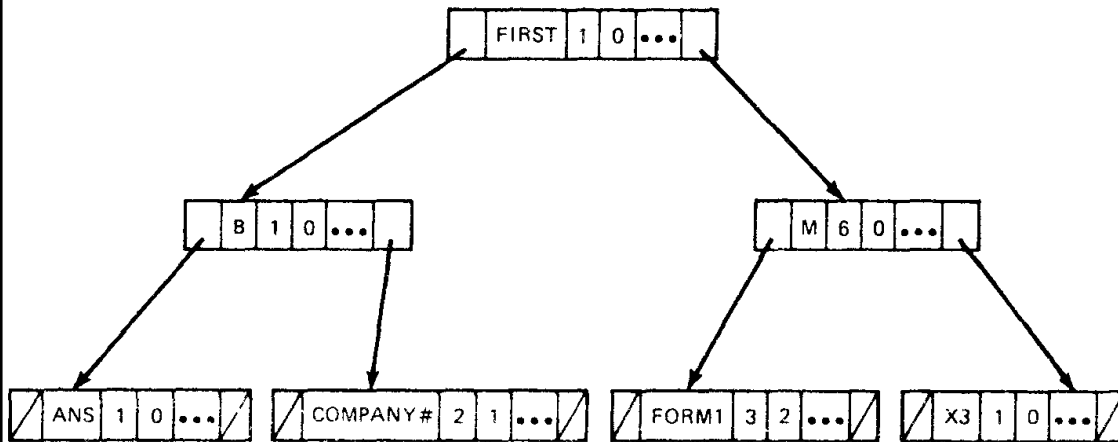 FIRST 1 0 •••
B 1 0 ••• M 6 0 •••
ANS 1 0 ••• COMPANY# 2 1 ••• FORM1 3 2 ••• X3 1 0 •••